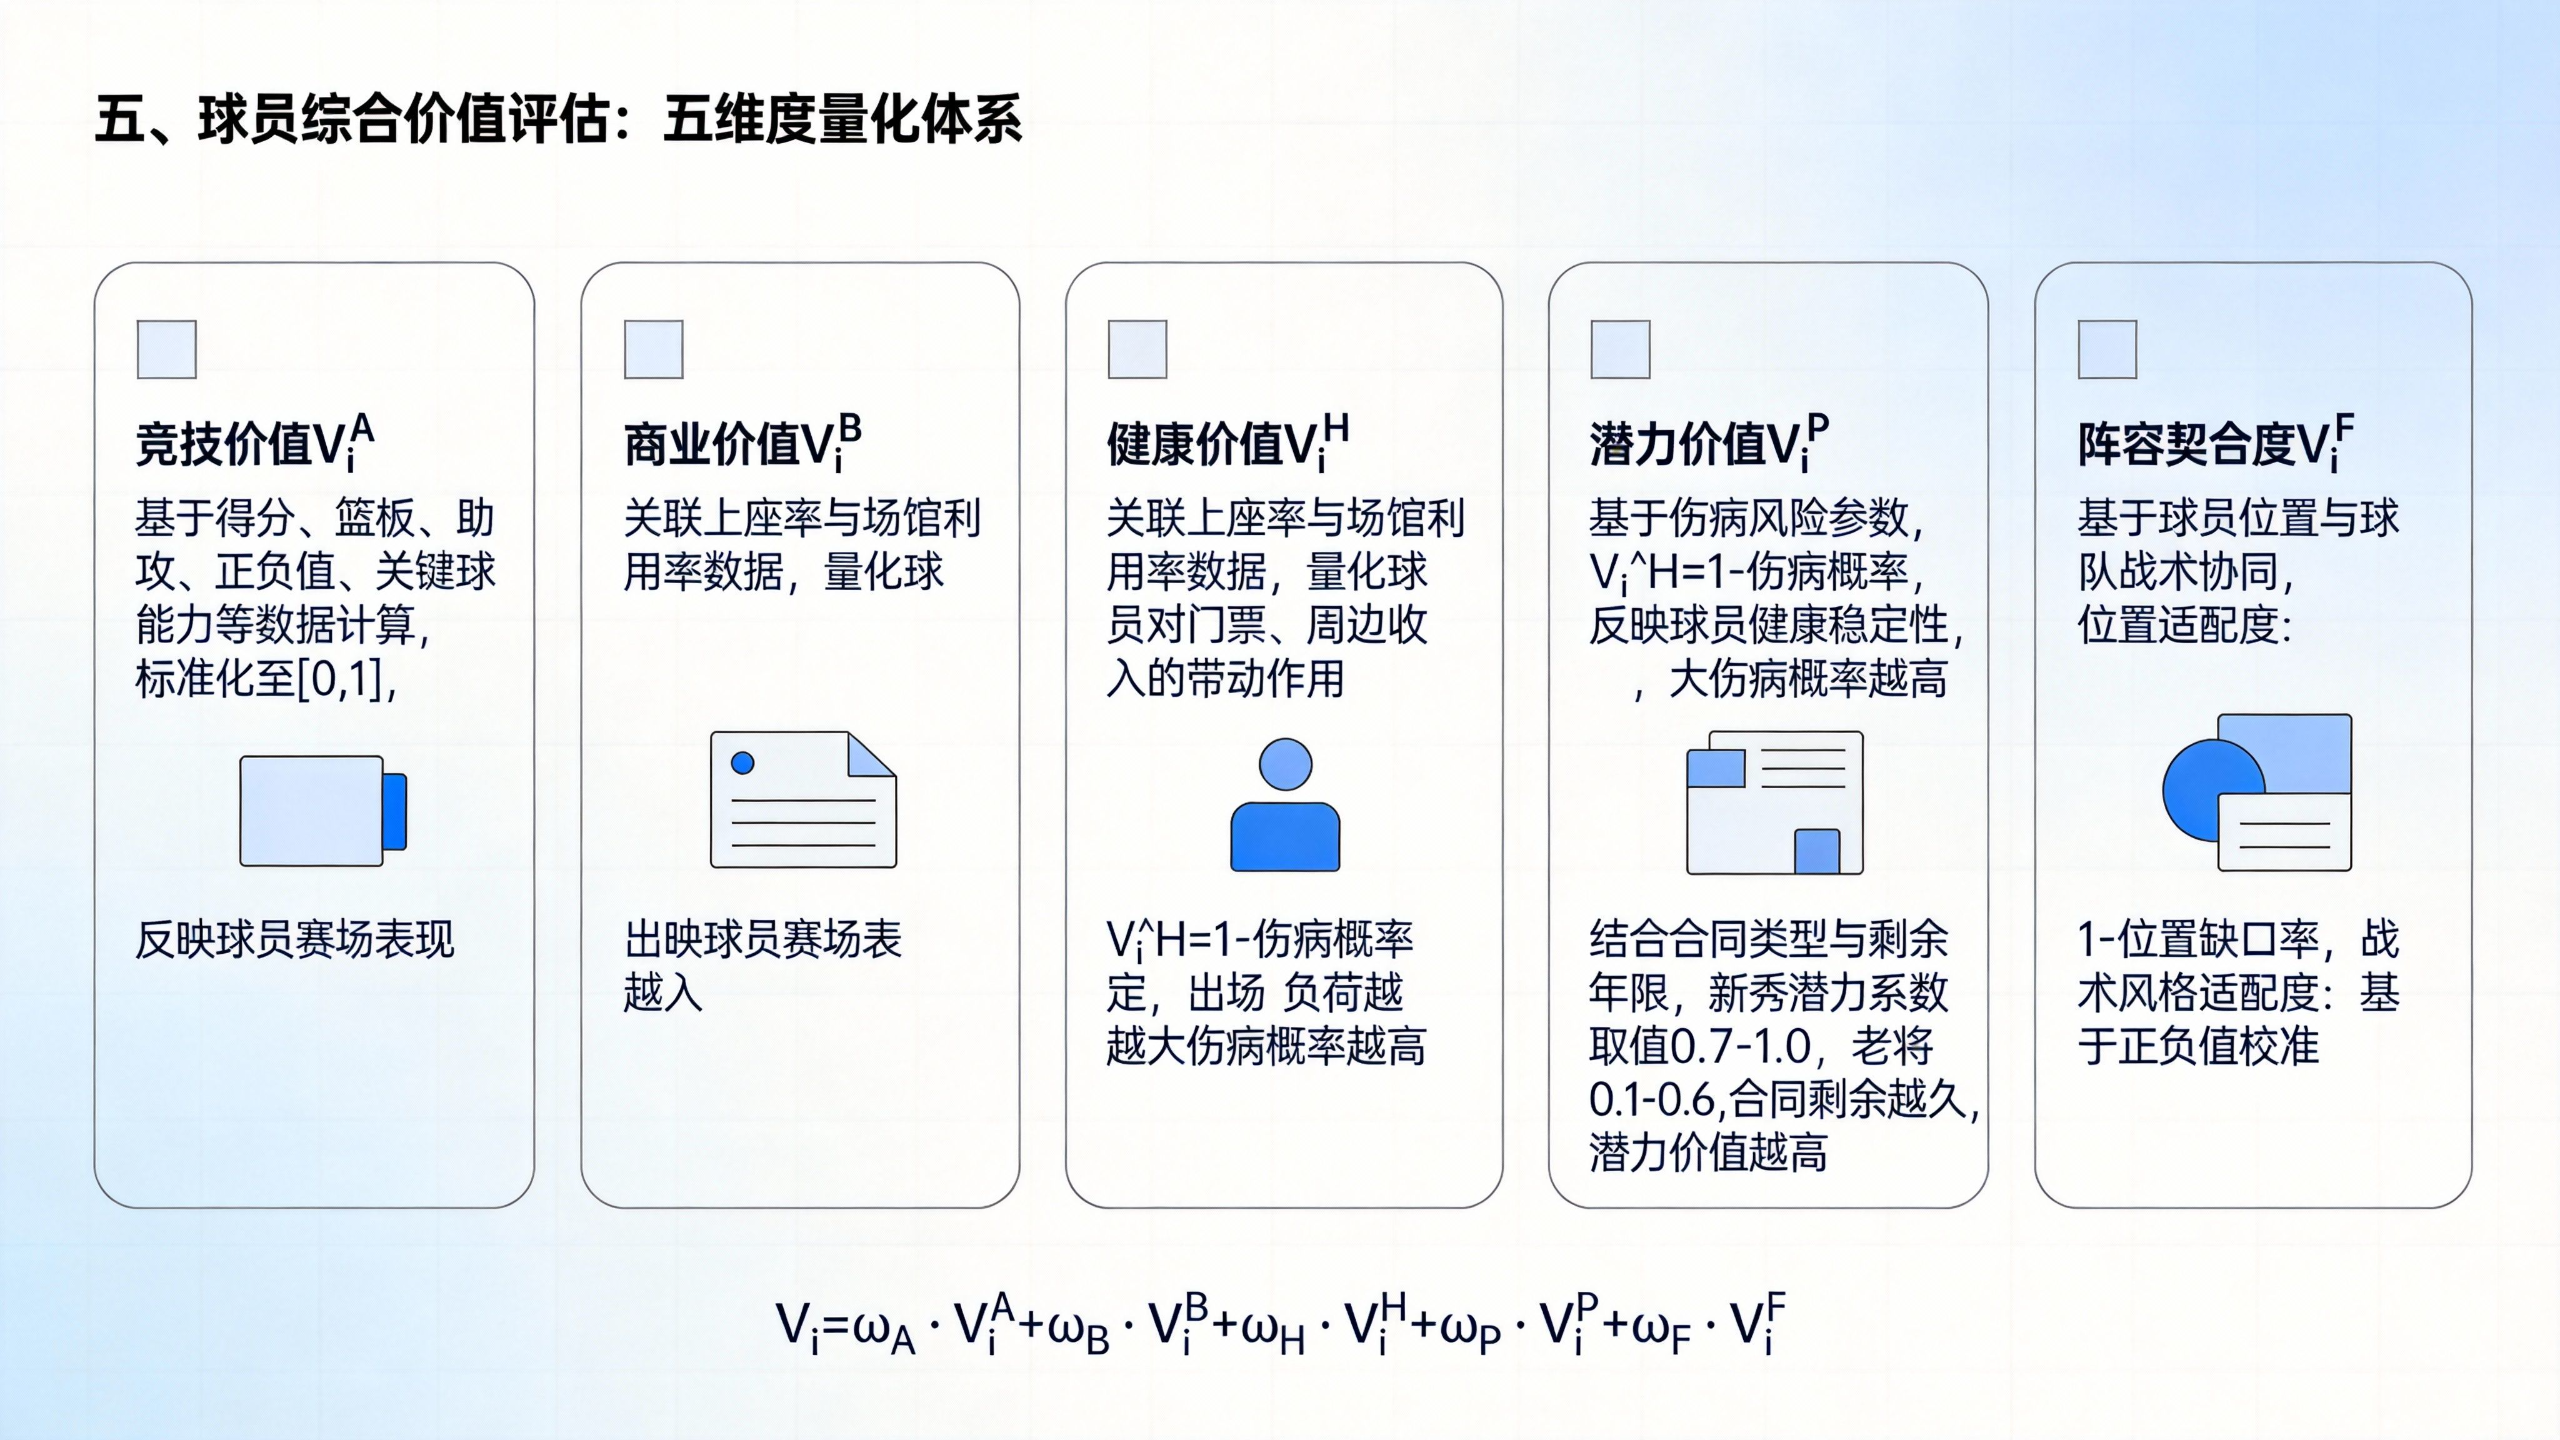 五、球员综合价值评估：五维度量化体系
竞技价值V_i^A
基于得分、篮板、助
攻、正负值、关键球
能力等数据计算，
标准化至[0,1]，
反映球员赛场表现
商业价值V_i^B
关联上座率与场馆利
用率数据，量化球
出映球员赛场表
越入
健康价值V_i^H
关联上座率与场馆利
用率数据，量化球
员对门票、周边收
入的带动作用
V_i^H=1-伤病概率
定，出场 负荷越
越大伤病概率越高
潜力价值V_i^P
基于伤病风险参数，
V_i^H=1-伤病概率，
反映球员健康稳定性，
，大伤病概率越高
结合合同类型与剩余
年限，新秀潜力系数
取值0.7-1.0，老将
0.1-0.6,合同剩余越久，
潜力价值越高
阵容契合度V_i^F
基于球员位置与球
队战术协同，
位置适配度：
1-位置缺口率，战
术风格适配度：基
于正负值校准
V_i=ω_A · V_i^A+ω_B · V_i^B+ω_H · V_i^H+ω_P · V_i^P+ω_F · V_i^F